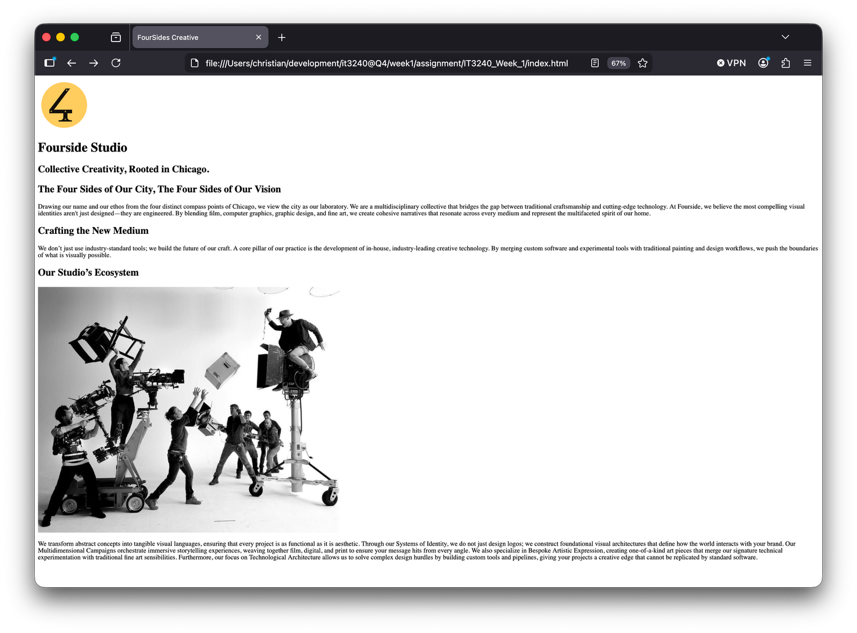 FourSides Creative
file:///Users/christian/development/it3240@Q4/week1/assignment/IT3240_Week_1/index.html
67%
VPN
4
Fourside Studio
Collective Creativity, Rooted in Chicago.
The Four Sides of Our City, The Four Sides of Our Vision
Drawing our name and our ethos from the four distinct compass points of Chicago, we view the city as our laboratory. We are a multidisciplinary collective that bridges the gap between traditional craftsmanship and cutting-edge technology. At Fourside, we believe the most compelling visual
identities aren't just designed—they are engineered. By blending film, computer graphics, graphic design, and fine art, we create cohesive narratives that resonate across every medium and represent the multifaceted spirit of our home.
Crafting the New Medium
We don’t just use industry-standard tools; we build the future of our craft. A core pillar of our practice is the development of in-house, industry-leading creative technology. By merging custom software and experimental tools with traditional painting and design workflows, we push the boundaries
of what is visually possible.
Our Studio’s Ecosystem
We transform abstract concepts into tangible visual languages, ensuring that every project is as functional as it is aesthetic. Through our Systems of Identity, we do not just design logos; we construct foundational visual architectures that define how the world interacts with your brand. Our
Multidimensional Campaigns orchestrate immersive storytelling experiences, weaving together film, digital, and print to ensure your message hits from every angle. We also specialize in Bespoke Artistic Expression, creating one-of-a-kind art pieces that merge our signature technical
experimentation with traditional fine art sensibilities. Furthermore, our focus on Technological Architecture allows us to solve complex design hurdles by building custom tools and pipelines, giving your projects a creative edge that cannot be replicated by standard software.